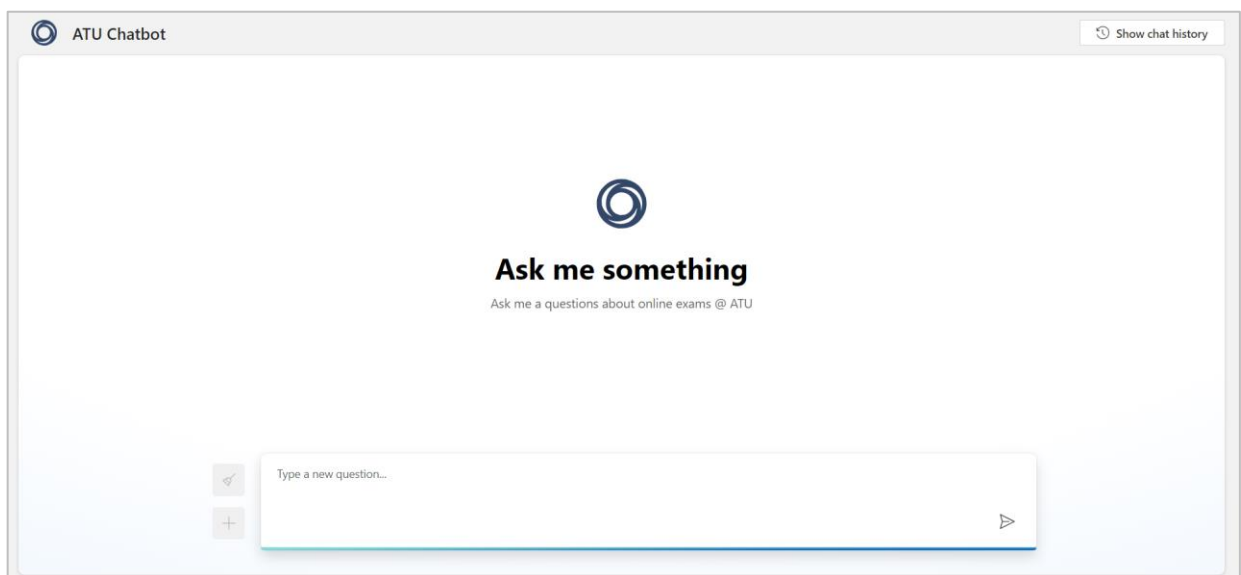 ATU Chatbot
Show chat history
Ask me something
Ask me a questions about online exams @ ATU
Type a new question...